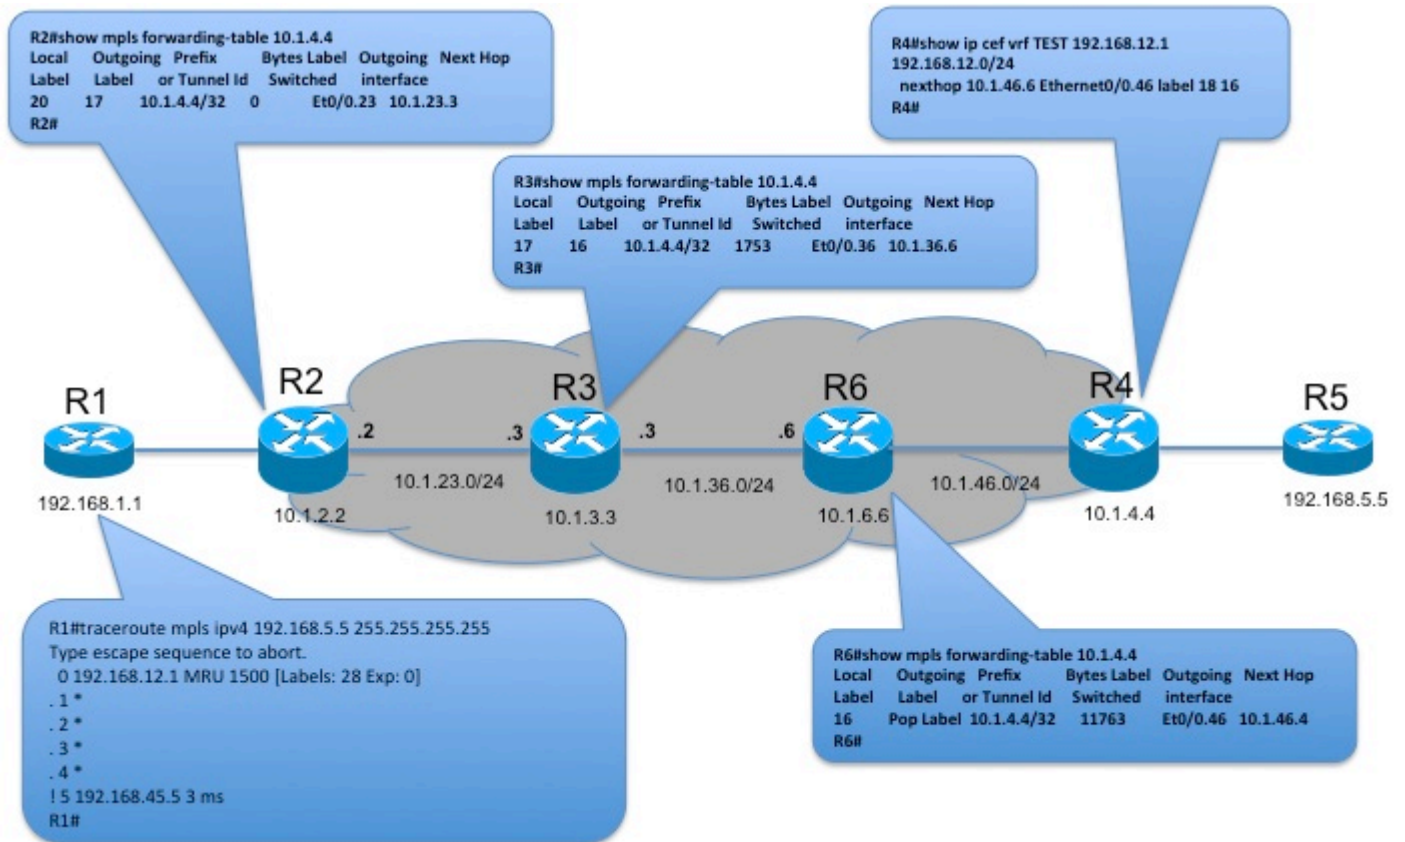 R2#show mpls forwarding-table 10.1.4.4
Local Outgoing Prefix Bytes Label Outgoing Next Hop
Label Label or Tunnel Id Switched interface
20 17 10.1.4.4/32 0 Et0/0.23 10.1.23.3
R2#
R4#show ip cef vrf TEST 192.168.12.1
192.168.12.0/24
nexthop 10.1.46.6 Ethernet0/0.46 label 18 16
R4#
R3#show mpls forwarding-table 10.1.4.4
Local Outgoing Prefix Bytes Label Outgoing Next Hop
Label Label or Tunnel Id Switched interface
17 16 10.1.4.4/32 1753 Et0/0.36 10.1.36.6
R3#
R1
R2
R3
R6
R4
R5
.2
.3
.3
.6
10.1.23.0/24
10.1.36.0/24
10.1.46.0/24
192.168.1.1
10.1.2.2
10.1.3.3
10.1.6.6
10.1.4.4
192.168.5.5
R1#traceroute mpls ipv4 192.168.5.5 255.255.255.255
Type escape sequence to abort.
0 192.168.12.1 MRU 1500 [Labels: 28 Exp: 0]
. 1 *
. 2 *
. 3 *
. 4 *
! 5 192.168.45.5 3 ms
R1#
R6#show mpls forwarding-table 10.1.4.4
Local Outgoing Prefix Bytes Label Outgoing Next Hop
Label Label or Tunnel Id Switched interface
16 Pop Label 10.1.4.4/32 11763 Et0/0.46 10.1.46.4
R6#